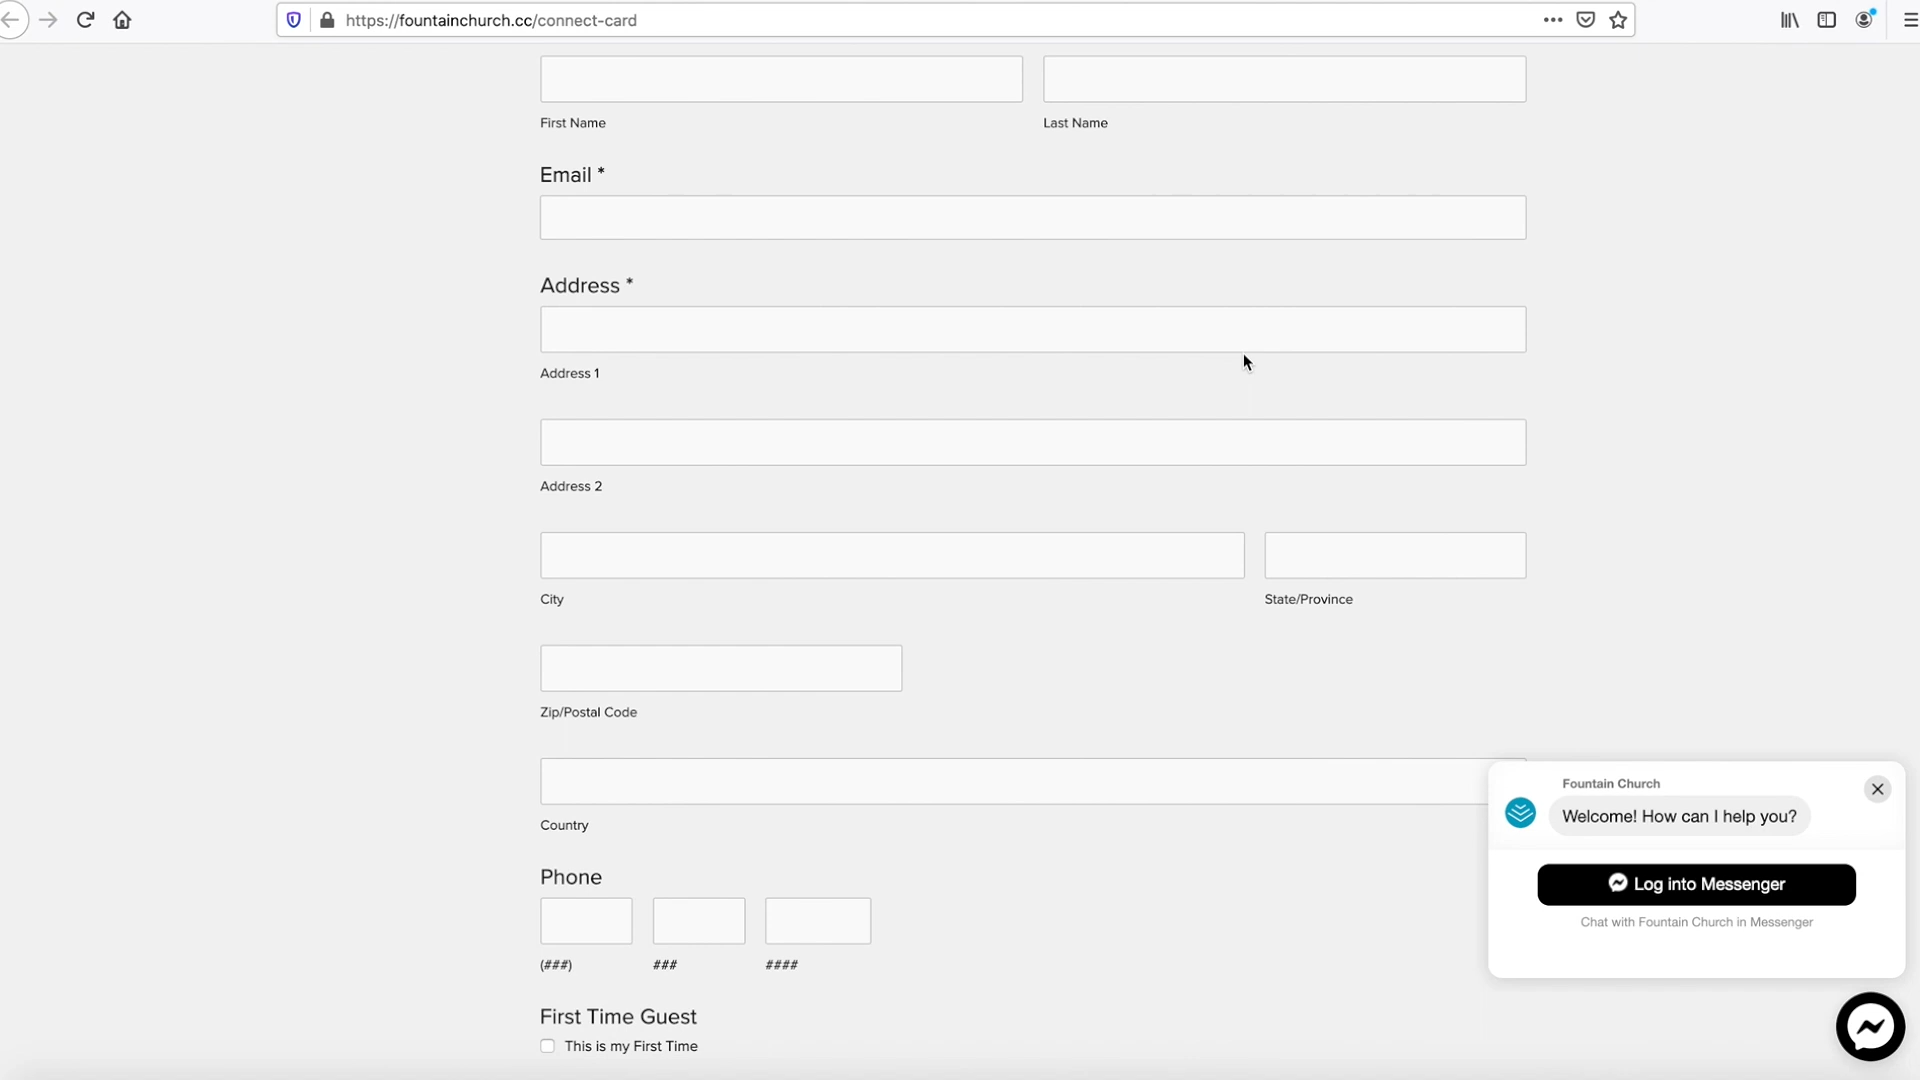 https://fountainchurch.cc/connect-card
First Name
Last Name
Email *
Address *
Address 1
Address 2
City
State/Province
Zip/Postal Code
Country
Phone
(###)
###
####
First Time Guest
This is my First Time
Fountain Church
Welcome! How can I help you?
Log into Messenger
Chat with Fountain Church in Messenger